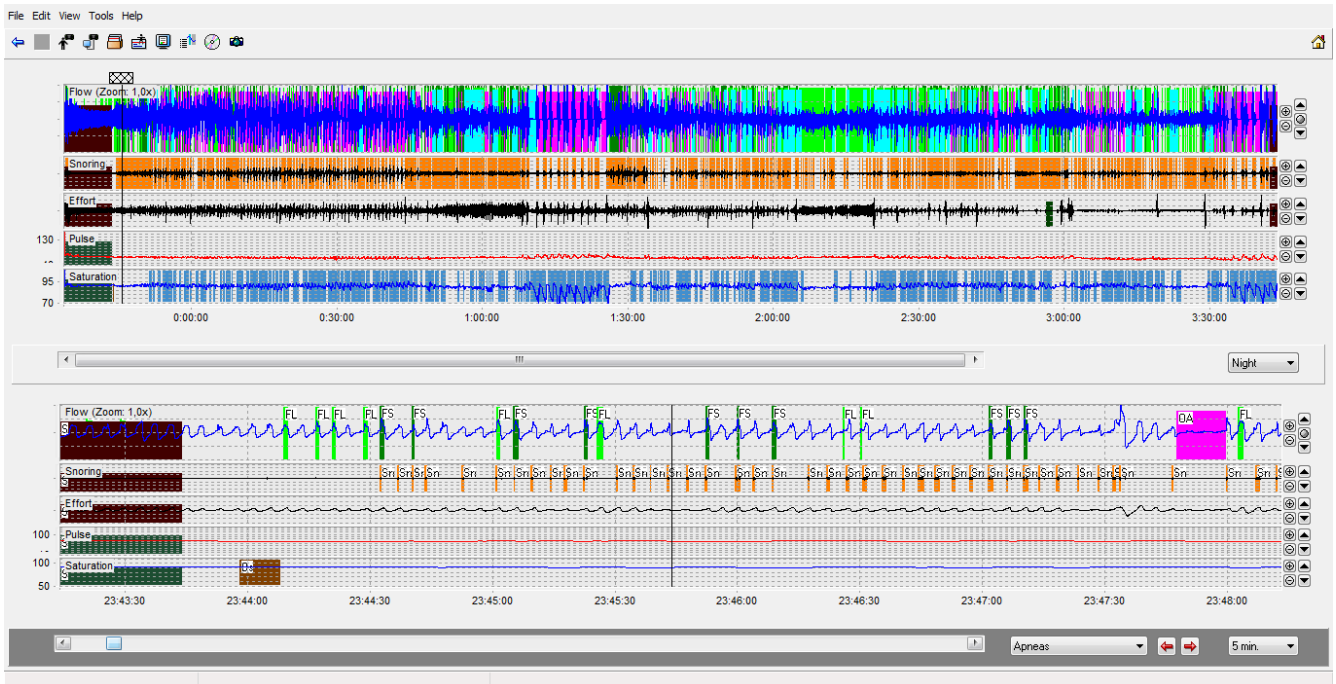 File Edit View Tools Help
Flow (Zoom: 1,0x)
Snoring
Effort
130 Pulse
Saturation
95
70
0:00:00 0:30:00 1:00:00 1:30:00 2:00:00 2:30:00 3:00:00 3:30:00
Night
Flow (Zoom: 1,0x) FL FL FL FL FS FS FL FS FS FL FS FS FS FL FL FS FS FS OA FL
Snoring
Sn Sn Sn Sn Sn Sn Sn Sn Sn Sn Sn Sn Sn Sn Sn Sn Sn Sn Sn Sn Sn Sn Sn Sn Sn Sn Sn Sn Sn Sn Sn Sn Sn Sn Sn Sn Sn Sn
Effort
100 Pulse
100 Saturation Ds
50
23:43:30 23:44:00 23:44:30 23:45:00 23:45:30 23:46:00 23:46:30 23:47:00 23:47:30 23:48:00
Apneas 5 min.